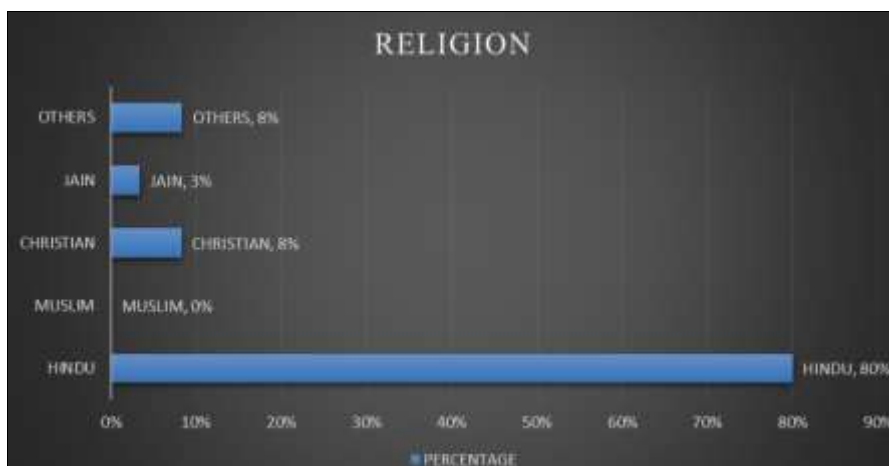 RELIGION
OTHERS
OTHERS, 8%
JAIN
JAIN, 3%
CHRISTIAN
CHRISTIAN, 8%
MUSLIM
MUSLIM, 0%
HINDU
HINDU, 80%
0% 10% 20% 30% 40% 50% 60% 70% 80% 90%
PERCENTAGE